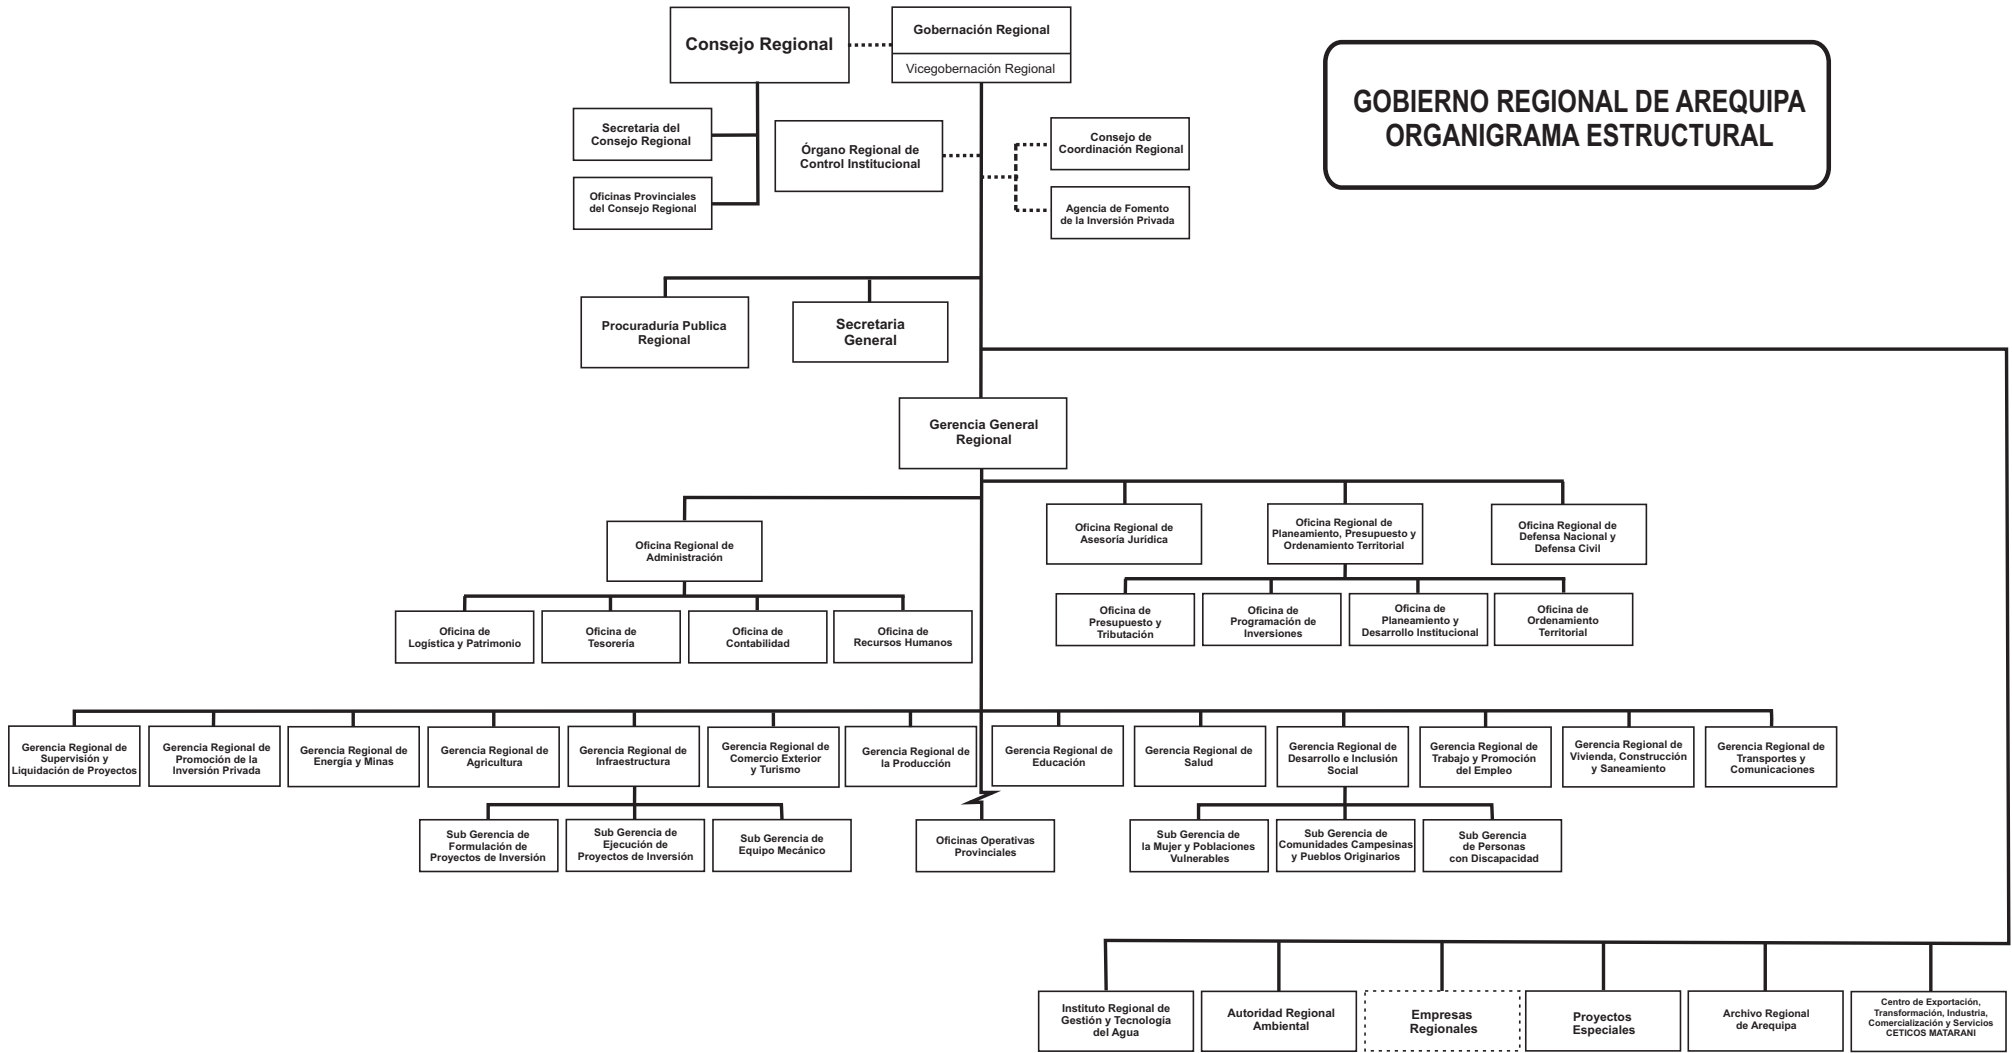 Consejo Regional
Gobernación Regional
Vicegobernación Regional
GOBIERNO REGIONAL DE AREQUIPA
ORGANIGRAMA ESTRUCTURAL
Secretaria del
Consejo Regional
Oficinas Provinciales
del Consejo Regional
Órgano Regional de
Control Institucional
Consejo de
Coordinación Regional
Agencia de Fomento
de la Inversión Privada
Procuraduría Publica
Regional
Secretaria
General
Gerencia General
Regional
Oficina Regional de
Administración
Oficina Regional de
Asesoría Jurídica
Oficina Regional de
Planeamiento, Presupuesto y
Ordenamiento Territorial
Oficina Regional de
Defensa Nacional y
Defensa Civil
Oficina de
Logística y Patrimonio
Oficina de
Tesorería
Oficina de
Contabilidad
Oficina de
Recursos Humanos
Oficina de
Presupuesto y
Tributación
Oficina de
Programación de
Inversiones
Oficina de
Planeamiento y
Desarrollo Institucional
Oficina de
Ordenamiento
Territorial
Gerencia Regional de
Supervisión y
Liquidación de Proyectos
Gerencia Regional de
Promoción de la
Inversión Privada
Gerencia Regional de
Energía y Minas
Gerencia Regional de
Agricultura
Gerencia Regional de
Infraestructura
Gerencia Regional de
Comercio Exterior
y Turismo
Gerencia Regional de
la Producción
Gerencia Regional de
Educación
Gerencia Regional de
Salud
Gerencia Regional de
Desarrollo e Inclusión
Social
Gerencia Regional de
Trabajo y Promoción
del Empleo
Gerencia Regional de
Vivienda, Construcción
y Saneamiento
Gerencia Regional de
Transportes y
Comunicaciones
Sub Gerencia de
Formulación de
Proyectos de Inversión
Sub Gerencia de
Ejecución de
Proyectos de Inversión
Sub Gerencia de
Equipo Mecánico
Oficinas Operativas
Provinciales
Sub Gerencia de
la Mujer y Poblaciones
Vulnerables
Sub Gerencia de
Comunidades Campesinas
y Pueblos Originarios
Sub Gerencia
de Personas
con Discapacidad
Instituto Regional de
Gestión y Tecnología
del Agua
Autoridad Regional
Ambiental
Empresas
Regionales
Proyectos
Especiales
Archivo Regional
de Arequipa
Centro de Exportación,
Transformación, Industria,
Comercialización y Servicios
CETICOS MATARANI